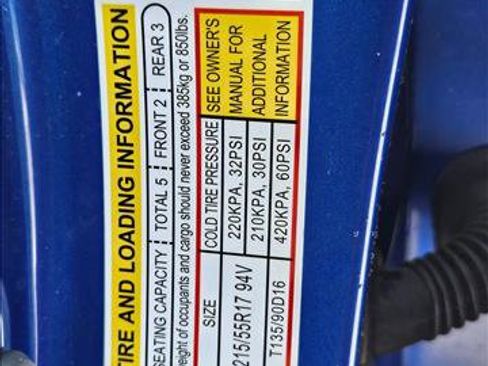 TIRE AND LOADING INFORMATION
SEATING CAPACITY TOTAL 5 FRONT 2 REAR 3
weight of occupants and cargo should never exceed 385kg or 850lbs.
SIZE COLD TIRE PRESSURE SEE OWNER'S
215/55R17 94V 220KPA, 32PSI MANUAL FOR
210KPA, 30PSI ADDITIONAL
T135/90D16 420KPA, 60PSI INFORMATION